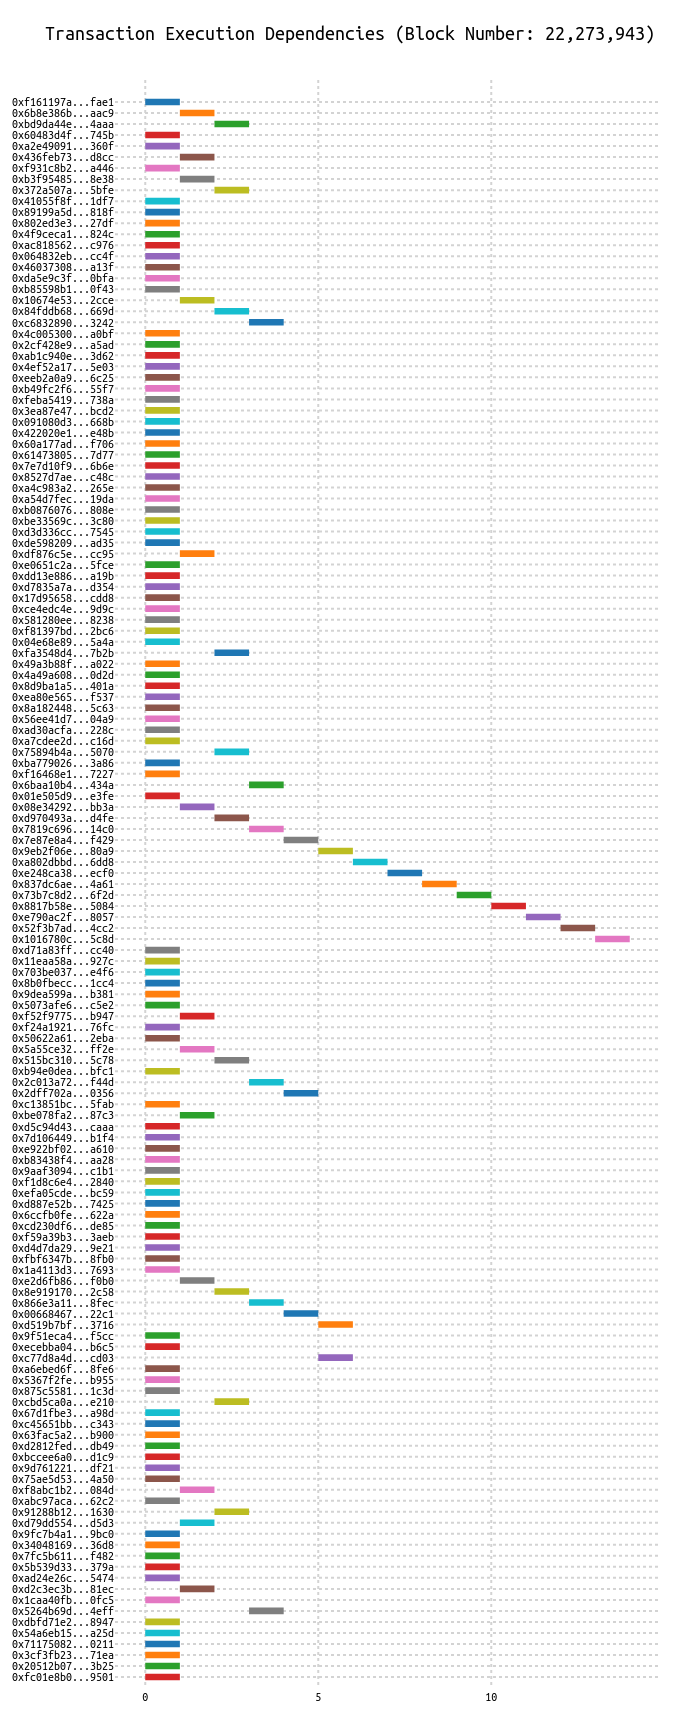 Transaction Execution Dependencies (Block Number: 22,273,943)
0xf161197a...fae1
0x6b8e386b...aac9
0xbd9da44e...4aaa
0x60483d4f...745b
0xa2e49091...360f
0x436feb73...d8cc
0xf931c8b2...a446
0xb3f95485...8e38
0x372a507a...5bfe
0x41055f8f...1df7
0x89199a5d...818f
0x802ed3e3...27df
0x4f9ceca1...824c
0xac818562...c976
0x064832eb...cc4f
0x46037308...a13f
0xda5e9c3f...0bfa
0xb85598b1...0f43
0x10674e53...2cce
0x84fddb68...669d
0xc6832890...3242
0x4c005300...a0bf
0x2cf428e9...a5ad
0xab1c940e...3d62
0x4ef52a17...5e03
0xeeb2a0a9...6c25
0xb49fc2f6...55f7
0xfeba5419...738a
0x3ea87e47...bcd2
0x091080d3...668b
0x422020e1...e48b
0x60a177ad...f706
0x61473805...7d77
0x7e7d10f9...6b6e
0x8527d7ae...c48c
0xa4c983a2...265e
0xa54d7fec...19da
0xb0876076...808e
0xbe33569c...3c80
0xd3d336cc...7545
0xde598209...ad35
0xdf876c5e...cc95
0xe0651c2a...5fce
0xdd13e886...a19b
0xd7835a7a...d354
0x17d95658...cdd8
0xce4edc4e...9d9c
0x581280ee...8238
0xf81397bd...2bc6
0x04e68e89...5a4a
0xfa3548d4...7b2b
0x49a3b88f...a022
0x4a49a608...0d2d
0x8d9ba1a5...401a
0xea80e565...f537
0x8a182448...5c63
0x56ee41d7...04a9
0xad30acfa...228c
0xa7cdee2d...c16d
0x75894b4a...5070
0xba779026...3a86
0xf16468e1...7227
0x6baa10b4...434a
0x01e505d9...e3fe
0x08e34292...bb3a
0xd970493a...d4fe
0x7819c696...14c0
0x7e87e8a4...f429
0x9eb2f06e...80a9
0xa802dbbd...6dd8
0xe248ca38...ecf0
0x837dc6ae...4a61
0x73b7c8d2...6f2d
0x8817b58e...5084
0xe790ac2f...8057
0x52f3b7ad...4cc2
0x1016780c...5c8d
0xd71a83ff...cc40
0x11eaa58a...927c
0x703be037...e4f6
0x8b0fbecc...1cc4
0x9dea599a...b381
0x5073afe6...c5e2
0xf52f9775...b947
0xf24a1921...76fc
0x50622a61...2eba
0x5a55ce32...ff2e
0x515bc310...5c78
0xb94e0dea...bfc1
0x2c013a72...f44d
0x2dff702a...0356
0xc13851bc...5fab
0xbe078fa2...87c3
0xd5c94d43...caaa
0x7d106449...b1f4
0xe922bf02...a610
0xb83438f4...aa28
0x9aaf3094...c1b1
0xf1d8c6e4...2840
0xefa05cde...bc59
0xd887e52b...7425
0x6ccfb0fe...622a
0xcd230df6...de85
0xf59a39b3...3aeb
0xd4d7da29...9e21
0xfbf6347b...8fb0
0x1a4113d3...7693
0xe2d6fb86...f0b0
0x8e919170...2c58
0x866e3a11...8fec
0x00668467...22c1
0xd519b7bf...3716
0x9f51eca4...f5cc
0xecebba04...b6c5
0xc77d8a4d...cd03
0xa6ebed6f...8fe6
0x5367f2fe...b955
0x875c5581...1c3d
0xcbd5ca0a...e210
0x67d1fbe3...a98d
0xc45651bb...c343
0x63fac5a2...b900
0xd2812fed...db49
0xbccee6a0...d1c9
0x9d761221...df21
0x75ae5d53...4a50
0xf8abc1b2...084d
0xabc97aca...62c2
0x91288b12...1630
0xd79dd554...d5d3
0x9fc7b4a1...9bc0
0x34048169...36d8
0x7fc5b611...f482
0x5b539d33...379a
0xad24e26c...5474
0xd2c3ec3b...81ec
0x1caa40fb...0fc5
0x5264b69d...4eff
0xdbfd71e2...8947
0x54a6eb15...a25d
0x71175082...0211
0x3cf3fb23...71ea
0x20512b07...3b25
0xfc01e8b0...9501
0 5 10